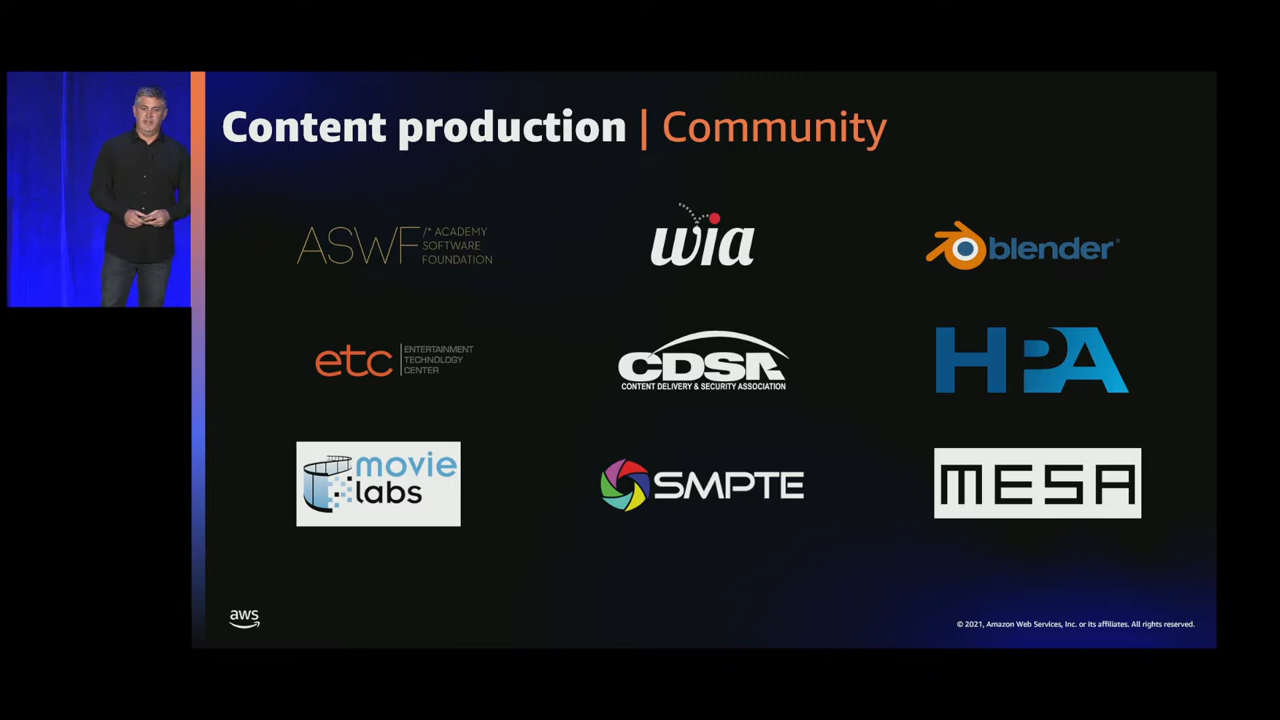 Content production | Community
ASWF
/* ACADEMY
SOFTWARE
FOUNDATION
wia
blender®
etc
ENTERTAINMENT
TECHNOLOGY
CENTER
CDSA
CONTENT DELIVERY & SECURITY ASSOCIATION
HPA
movie
labs
SMPTE
MESA
aws
© 2021, Amazon Web Services, Inc. or its affiliates. All rights reserved.